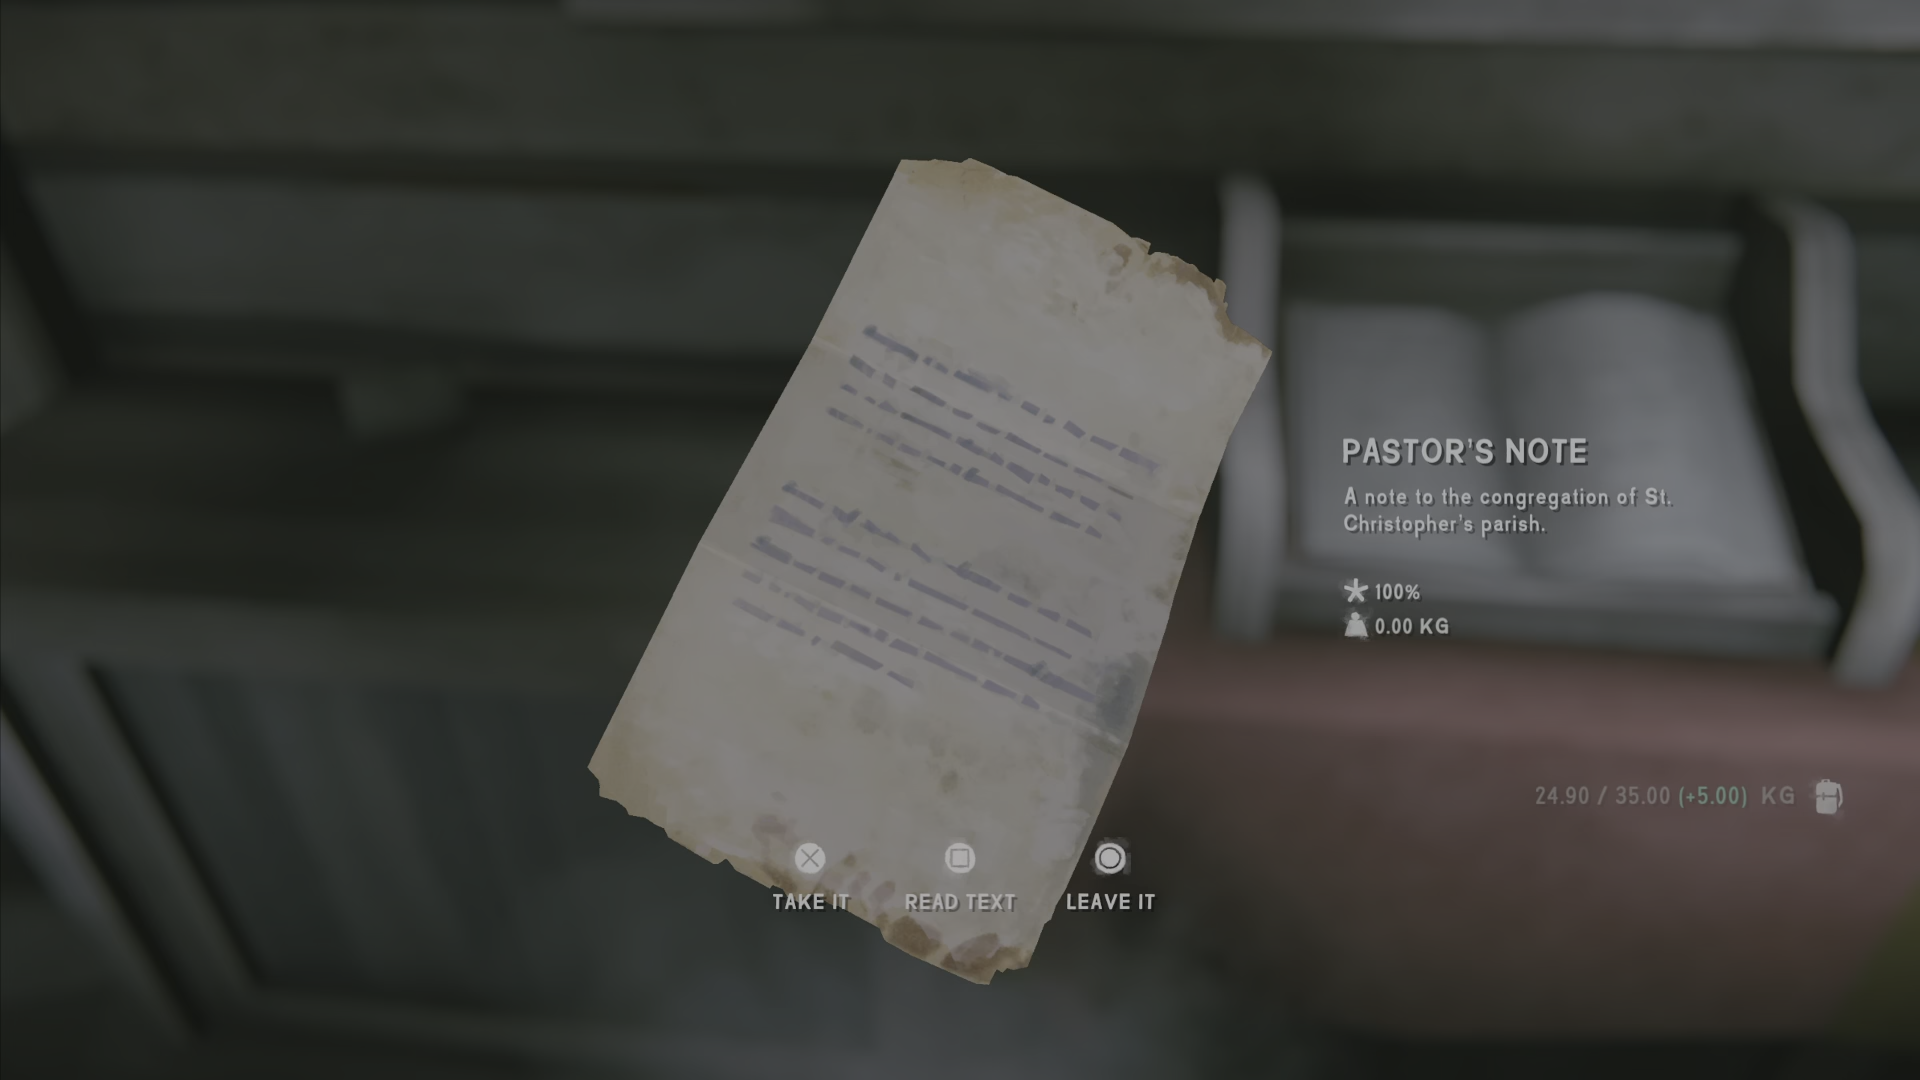 PASTOR'S NOTE
A note to the congregation of St.
Christopher's parish.
100%
0.00 KG
24.90 / 35.00 (+5.00) KG
TAKE IT READ TEXT LEAVE IT